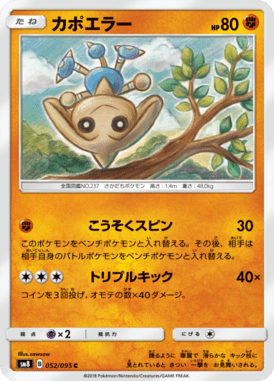 たね カポエラー HP80
全国図鑑NO.237 さかだちポケモン 高さ：1.4m 重さ：48.0kg
こうそくスピン 30
このポケモンをベンチポケモンと入れ替える。その後、相手は
相手自身のバトルポケモンをベンチポケモンと入れ替える。
トリプルキック 40×
コインを3回投げ、オモテの数×40ダメージ。
弱点 ×2 抵抗力
にげる
Illus. sawsaw
sm8 052/095 C
©2018 Pokémon/Nintendo/Creatures/GAME FREAK.